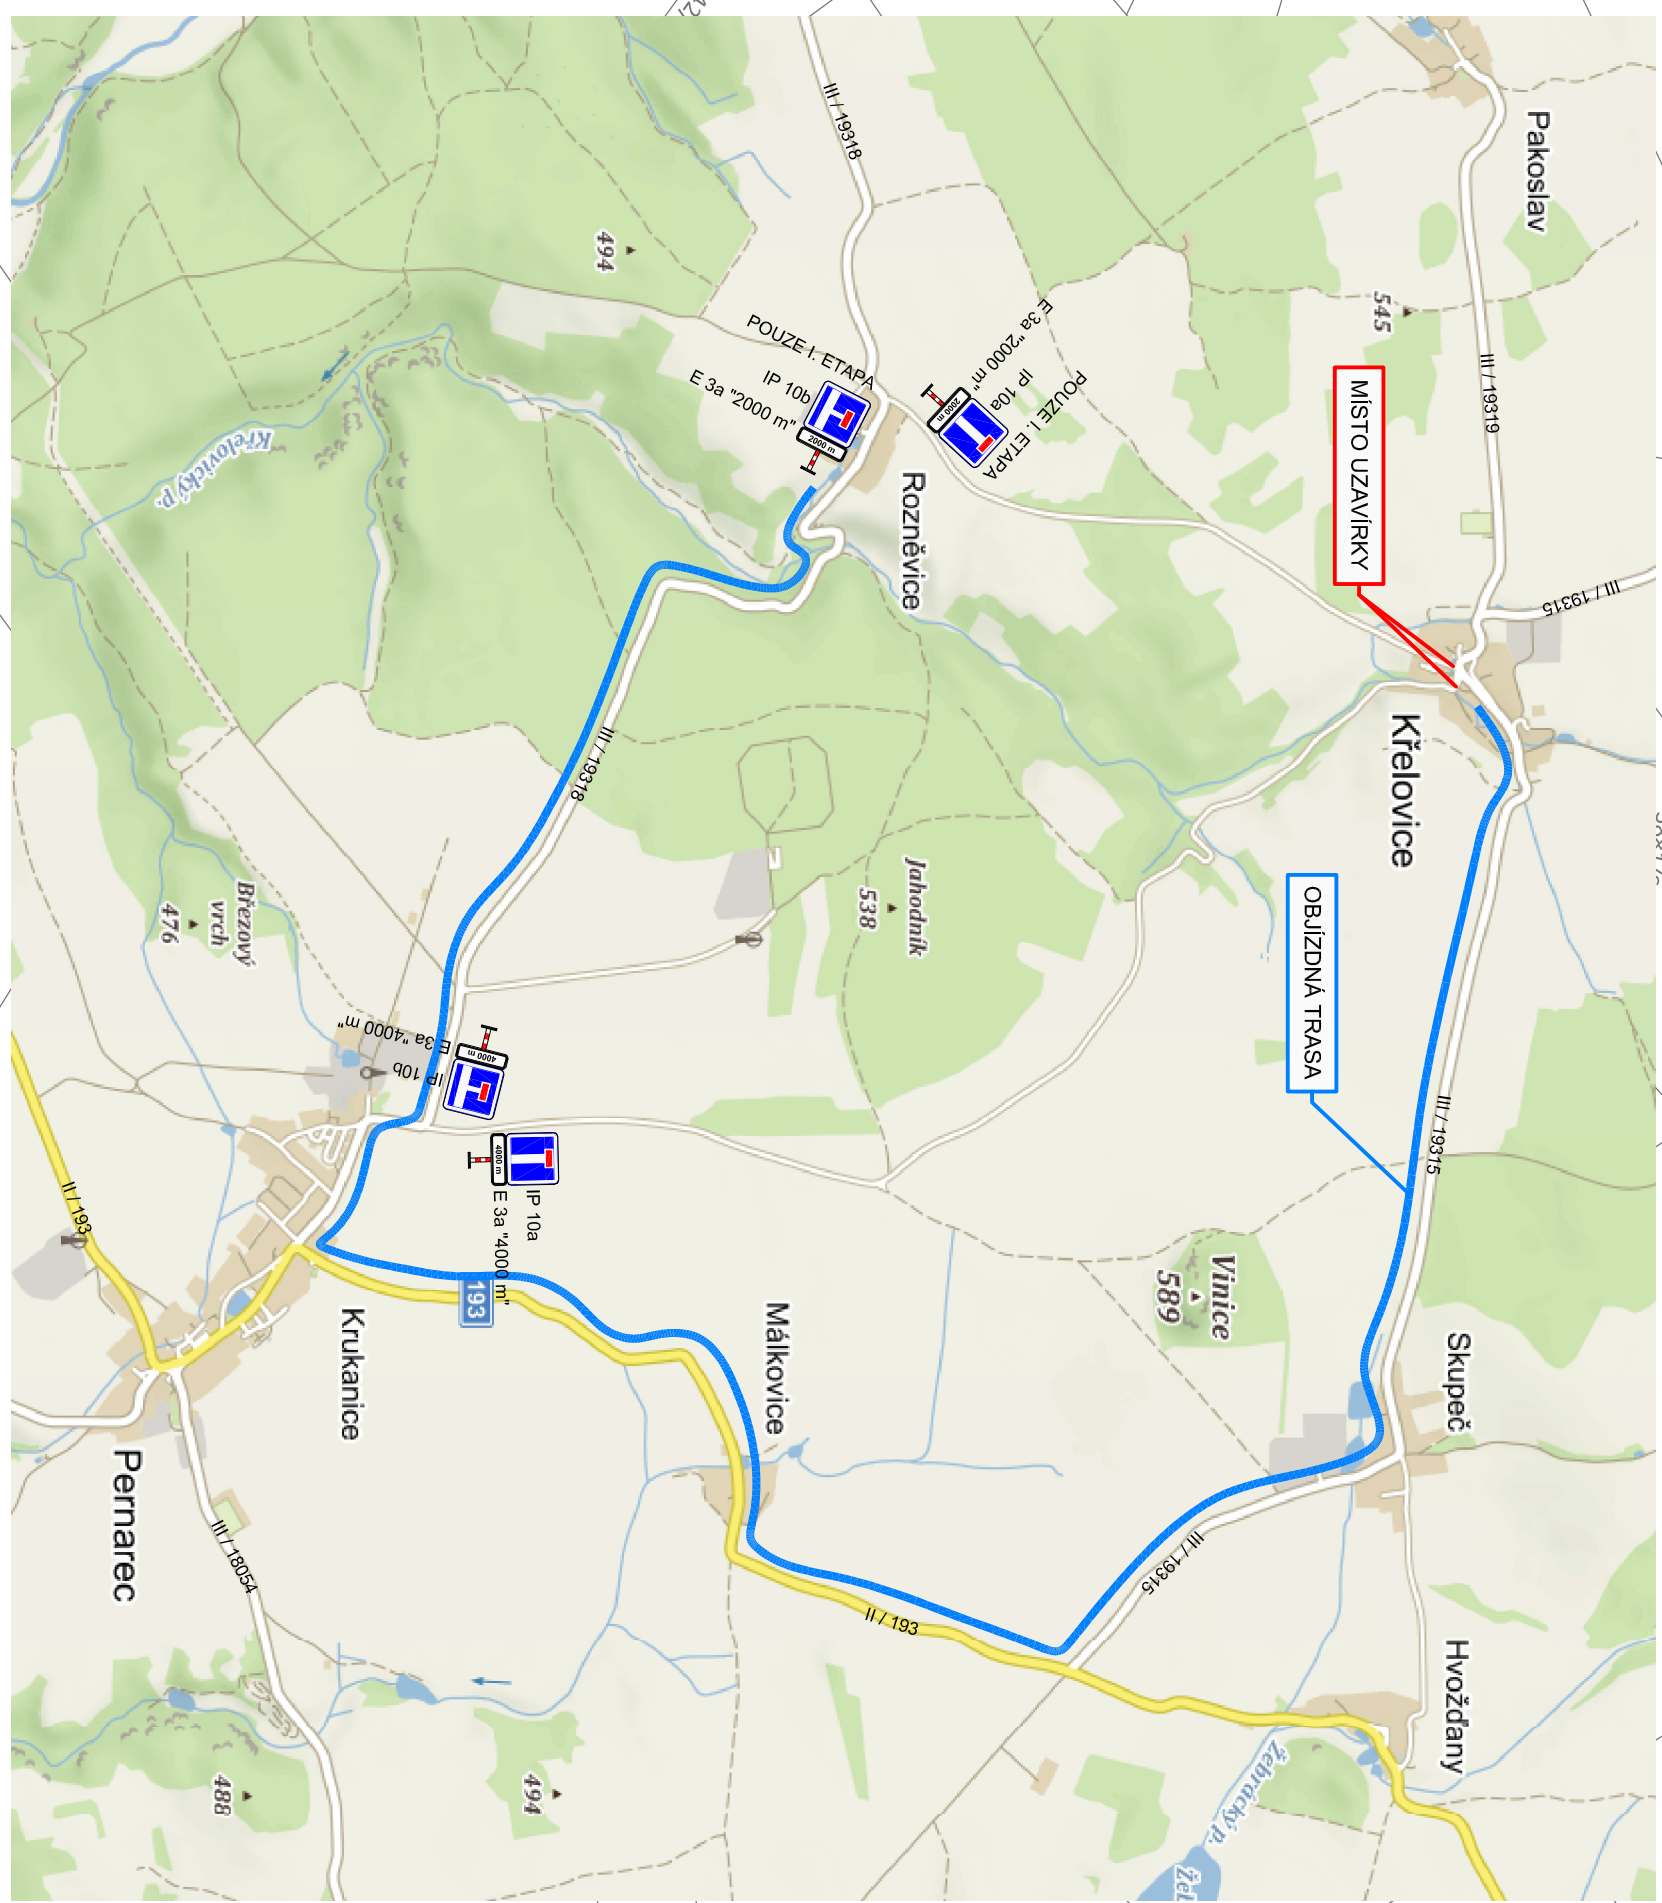 Pakoslav
III / 19318
III / 19319
545
494
MÍSTO UZAVÍRKY
POUZE I. ETAPA
IP 10b
E 3a "2000 m"
2000 m
E 3a "2000 m"
IP 10a
POUZE I. ETAPA
2000 m
Rozněvice
III / 19315
Křelovický p.
Křelovice
III / 19318
Jahodník
538
OBJÍZDNÁ TRASA
Březový
vrch
476
E 3a "4000 m"
IP 10b
4000 m
4000 m
IP 10a
E 3a "4000 m"
III / 19315
II / 193
193
Vinice
589
Málkovice
Krukanice
Skupeč
Pernarec
III / 18054
III / 19315
II / 193
Hvožďany
Žebrácký p.
488
494